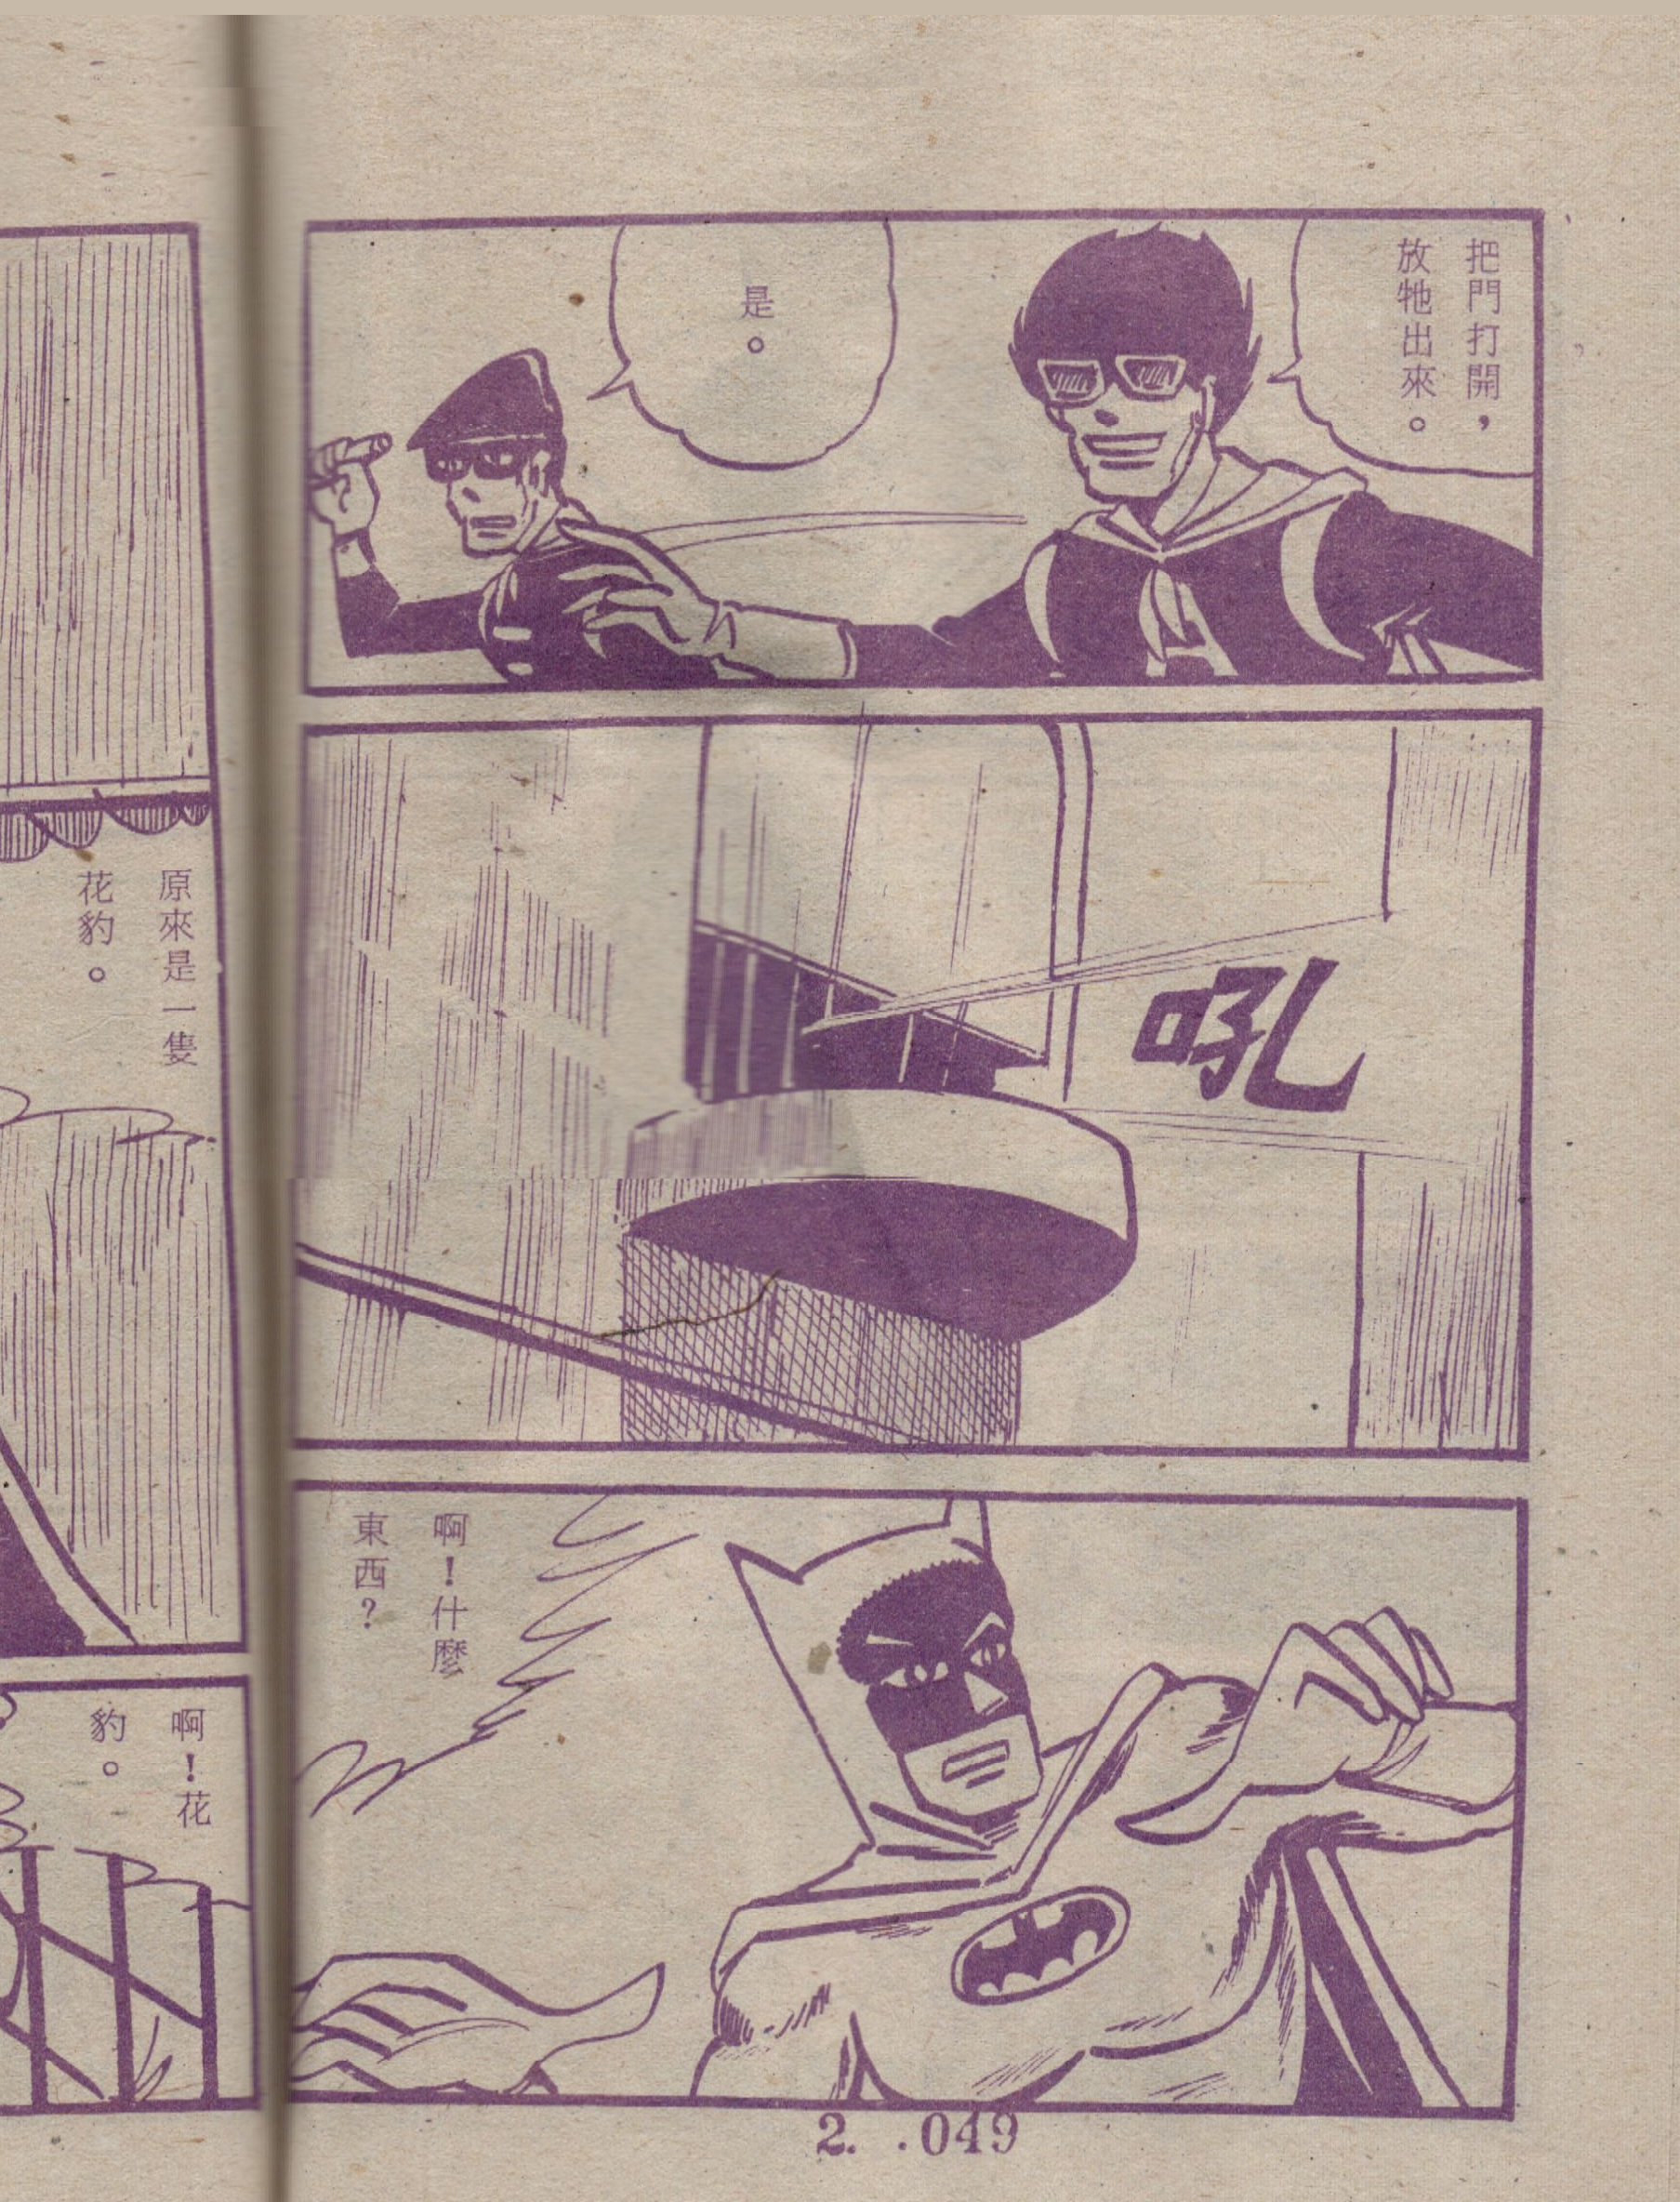 把門打開，
放牠出來。
是。
A
吼
啊！什麼
東西？
2. .049
原來是一隻
花豹。
啊！花
豹。